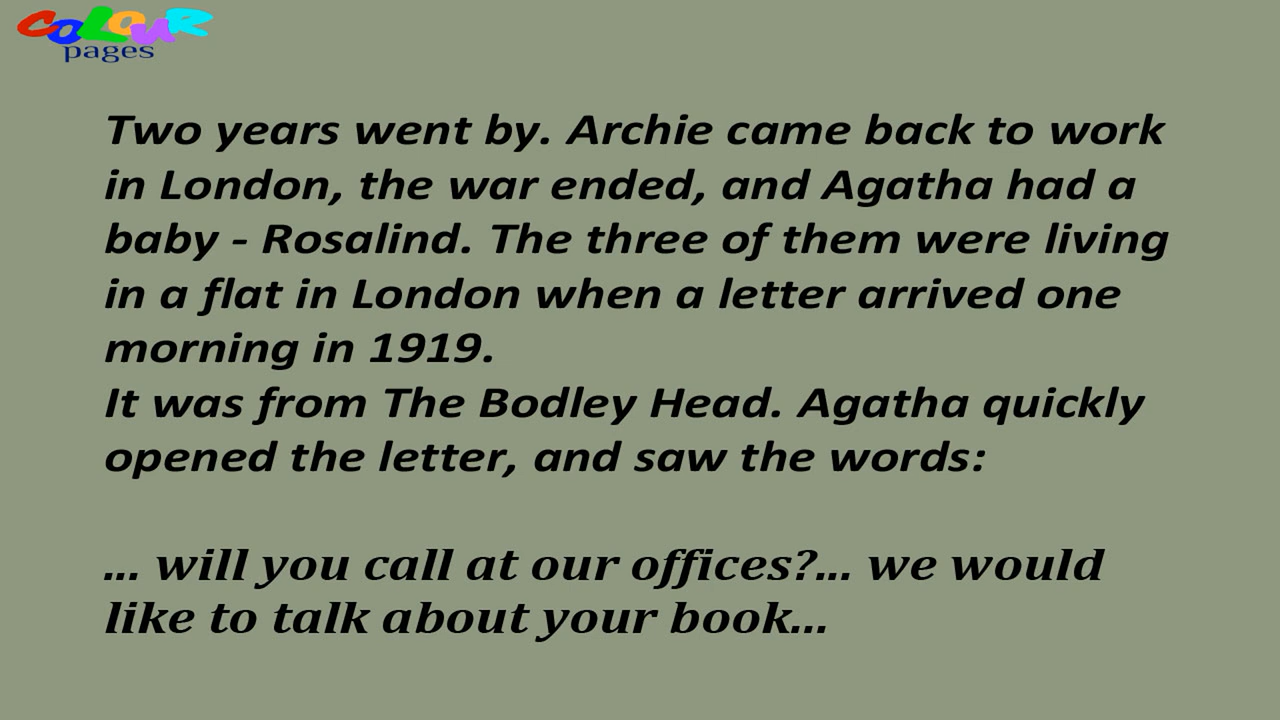 COLOUR
pages
Two years went by. Archie came back to work
in London, the war ended, and Agatha had a
baby - Rosalind. The three of them were living
in a flat in London when a letter arrived one
morning in 1919.
It was from The Bodley Head. Agatha quickly
opened the letter, and saw the words:
... will you call at our offices?... we would
like to talk about your book...